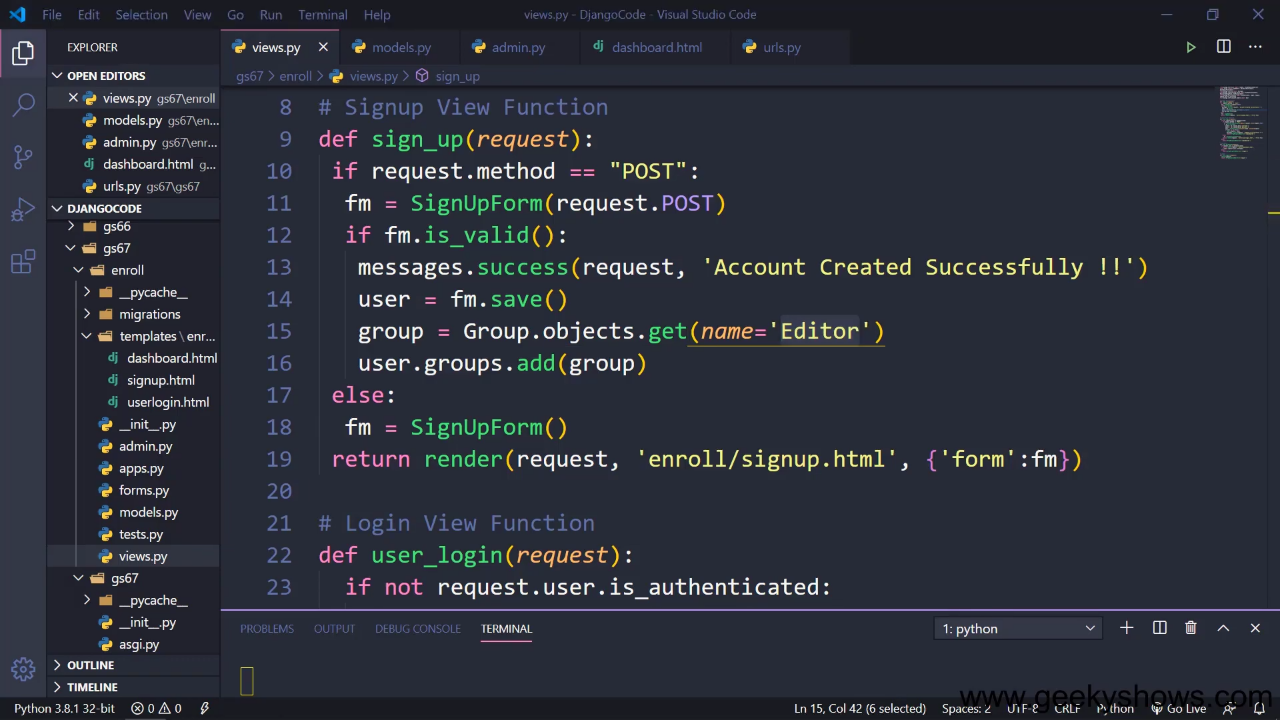 File Edit Selection View Go Run Terminal Help views.py - DjangoCode - Visual Studio Code
EXPLORER
OPEN EDITORS
views.py gs67/enroll
models.py gs67/en...
admin.py gs67/enr...
dashboard.html g...
urls.py gs67\gs67
DJANGOCODE
gs66
gs67
enroll
__pycache__
migrations
templates \ enr...
dashboard.html
signup.html
userlogin.html
__init__.py
admin.py
apps.py
forms.py
models.py
tests.py
views.py
gs67
__pycache__
__init__.py
asgi.py
OUTLINE
TIMELINE
views.py models.py admin.py dashboard.html urls.py
gs67 > enroll > views.py > sign_up
8 # Signup View Function
9 def sign_up(request):
10 if request.method == "POST":
11 fm = SignUpForm(request.POST)
12 if fm.is_valid():
13 messages.success(request, 'Account Created Successfully !!')
14 user = fm.save()
15 group = Group.objects.get(name='Editor')
16 user.groups.add(group)
17 else:
18 fm = SignUpForm()
19 return render(request, 'enroll/signup.html', {'form':fm})
20
21 # Login View Function
22 def user_login(request):
23 if not request.user.is_authenticated:
PROBLEMS OUTPUT DEBUG CONSOLE TERMINAL 1: python
www.geekyshows.com
Python 3.8.1 32-bit 0 0 Ln 15, Col 42 (6 selected) Spaces: 2 UTF-8 CRLF Python Go Live